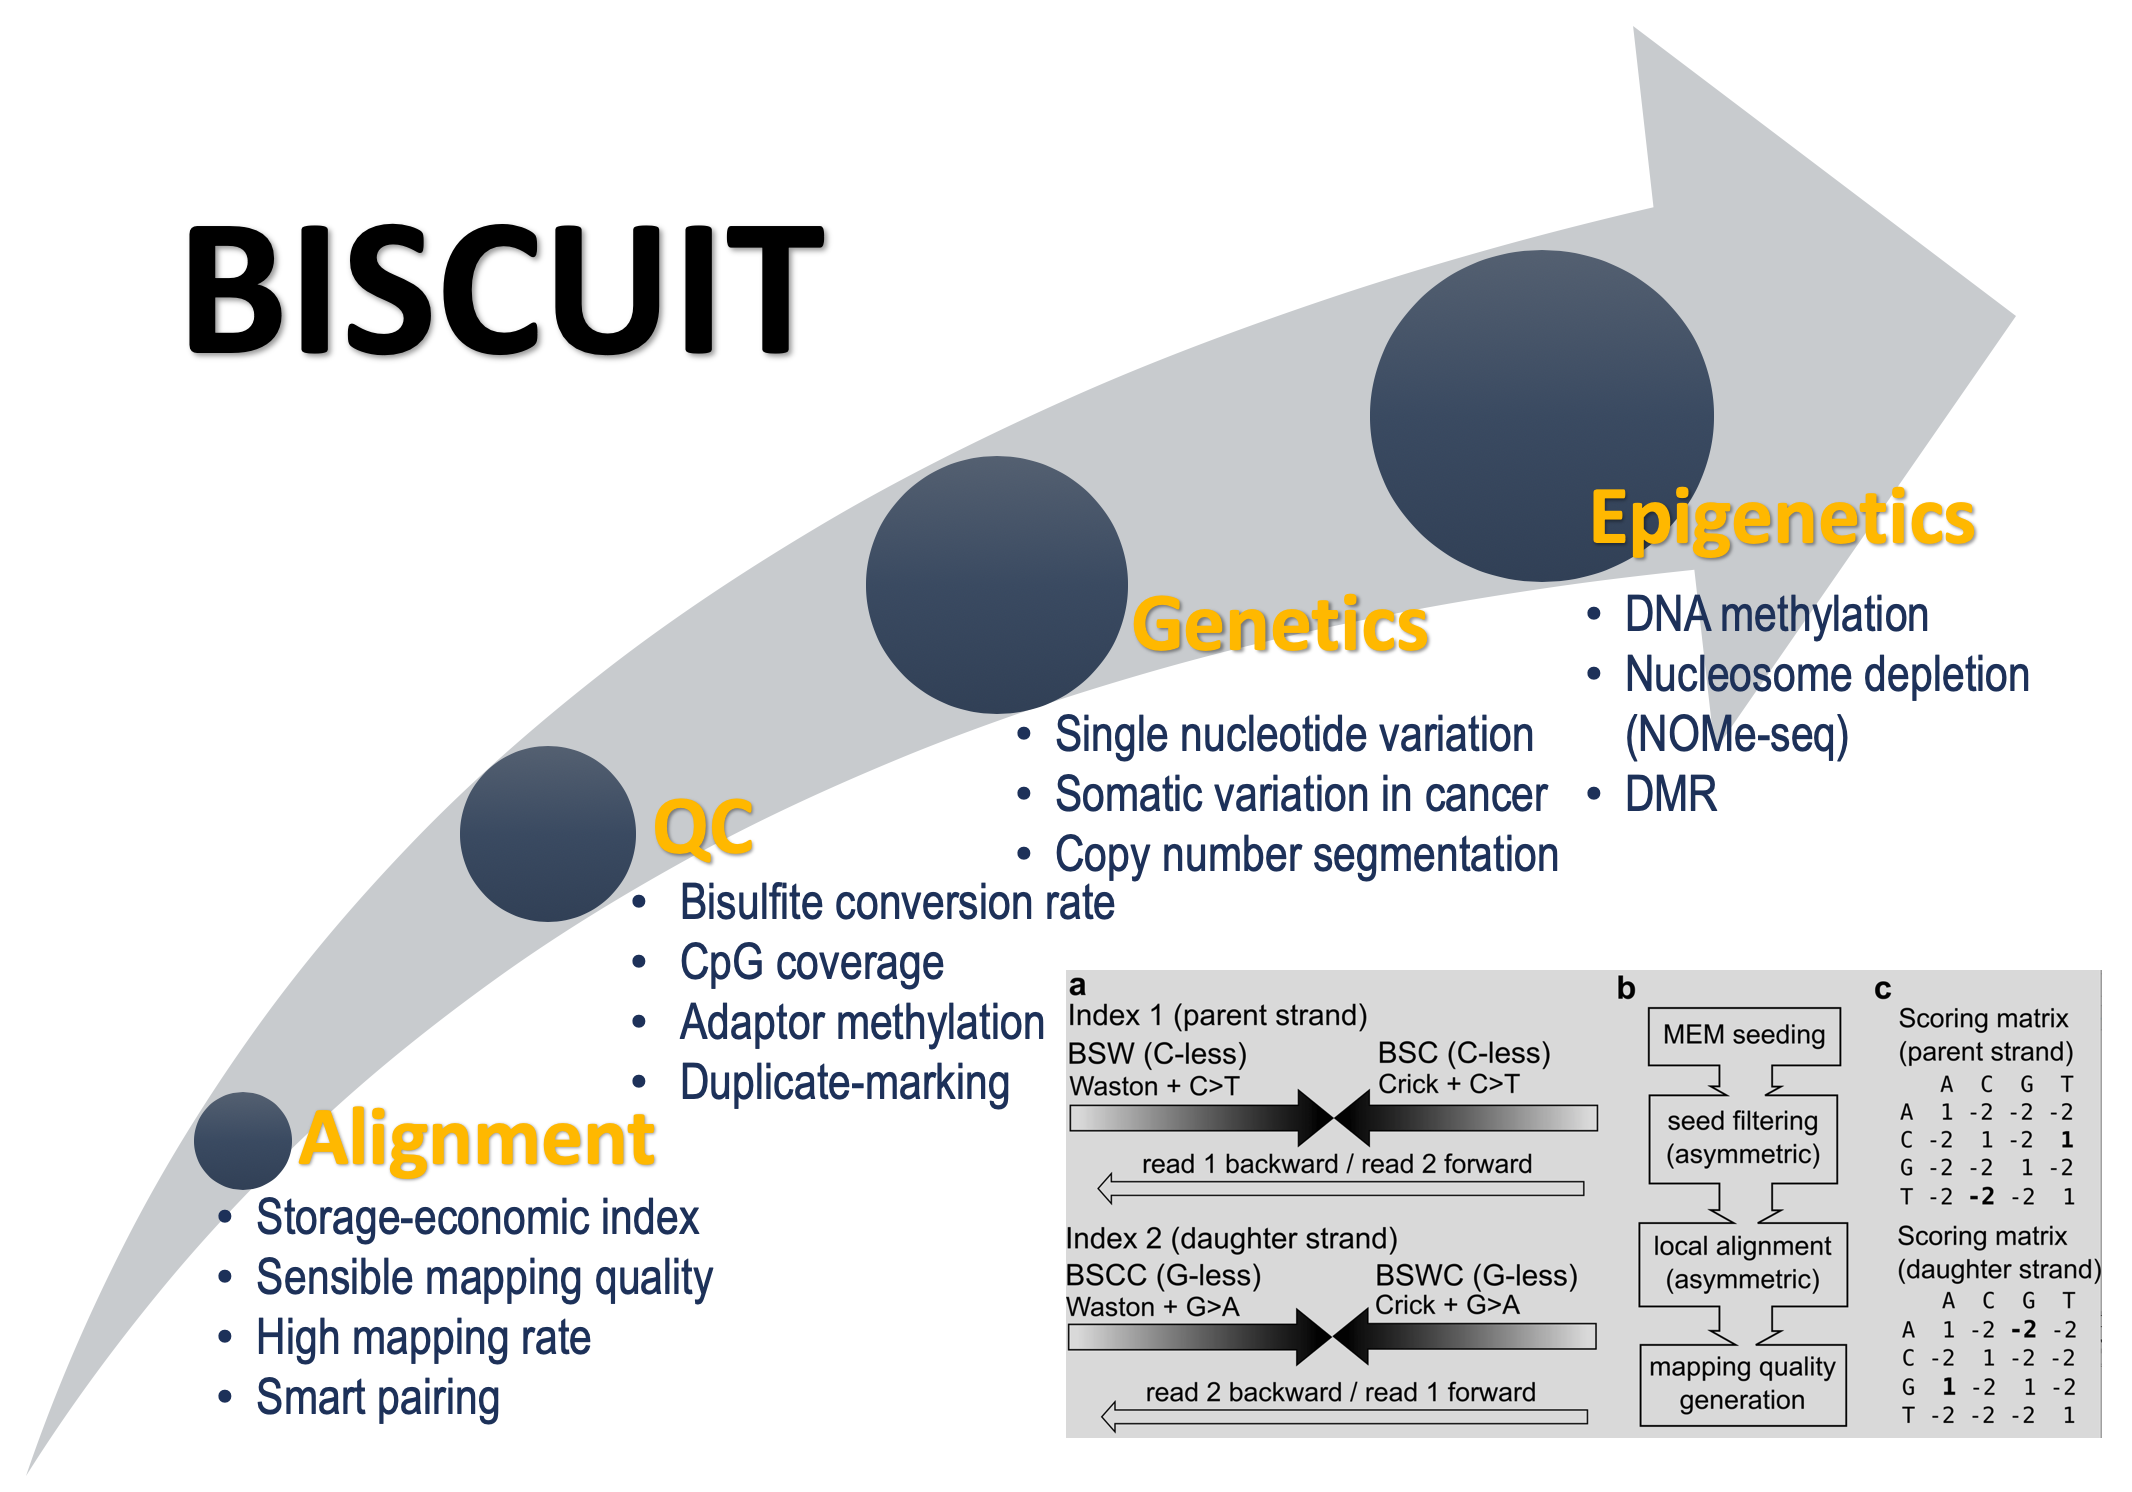 BISCUIT
Alignment
• Storage-economic index
• Sensible mapping quality
• High mapping rate
• Smart pairing
QC
• Bisulfite conversion rate
• CpG coverage
• Adaptor methylation
• Duplicate-marking
Genetics
• Single nucleotide variation
• Somatic variation in cancer
• Copy number segmentation
Epigenetics
• DNA methylation
• Nucleosome depletion
(NOMe-seq)
• DMR
a
Index 1 (parent strand)
BSW (C-less) BSC (C-less)
Waston + C>T Crick + C>T
read 1 backward / read 2 forward
Index 2 (daughter strand)
BSCC (G-less) BSWC (G-less)
Waston + G>A Crick + G>A
read 2 backward / read 1 forward
b
MEM seeding
seed filtering
(asymmetric)
local alignment
(asymmetric)
mapping quality
generation
c
Scoring matrix
(parent strand)
A C G T
A 1 -2 -2 -2
C -2 1 -2 1
G -2 -2 1 -2
T -2 -2 -2 1
Scoring matrix
(daughter strand)
A C G T
A 1 -2 -2 -2
C -2 1 -2 -2
G 1 -2 1 -2
T -2 -2 -2 1